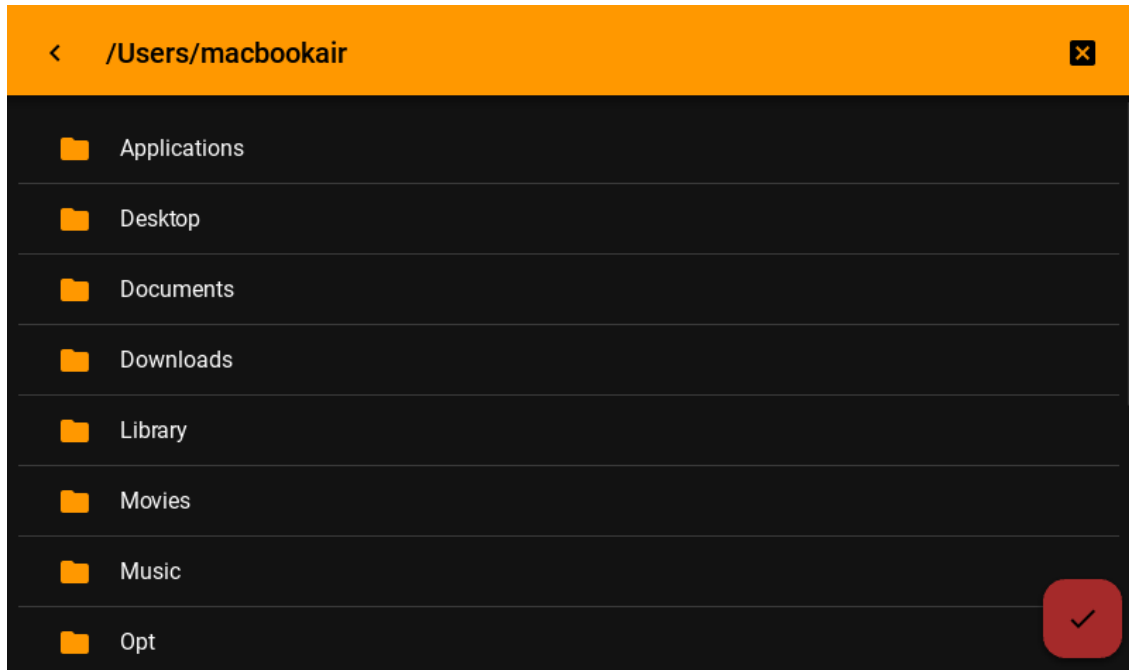 /Users/macbookair
Applications
Desktop
Documents
Downloads
Library
Movies
Music
Opt